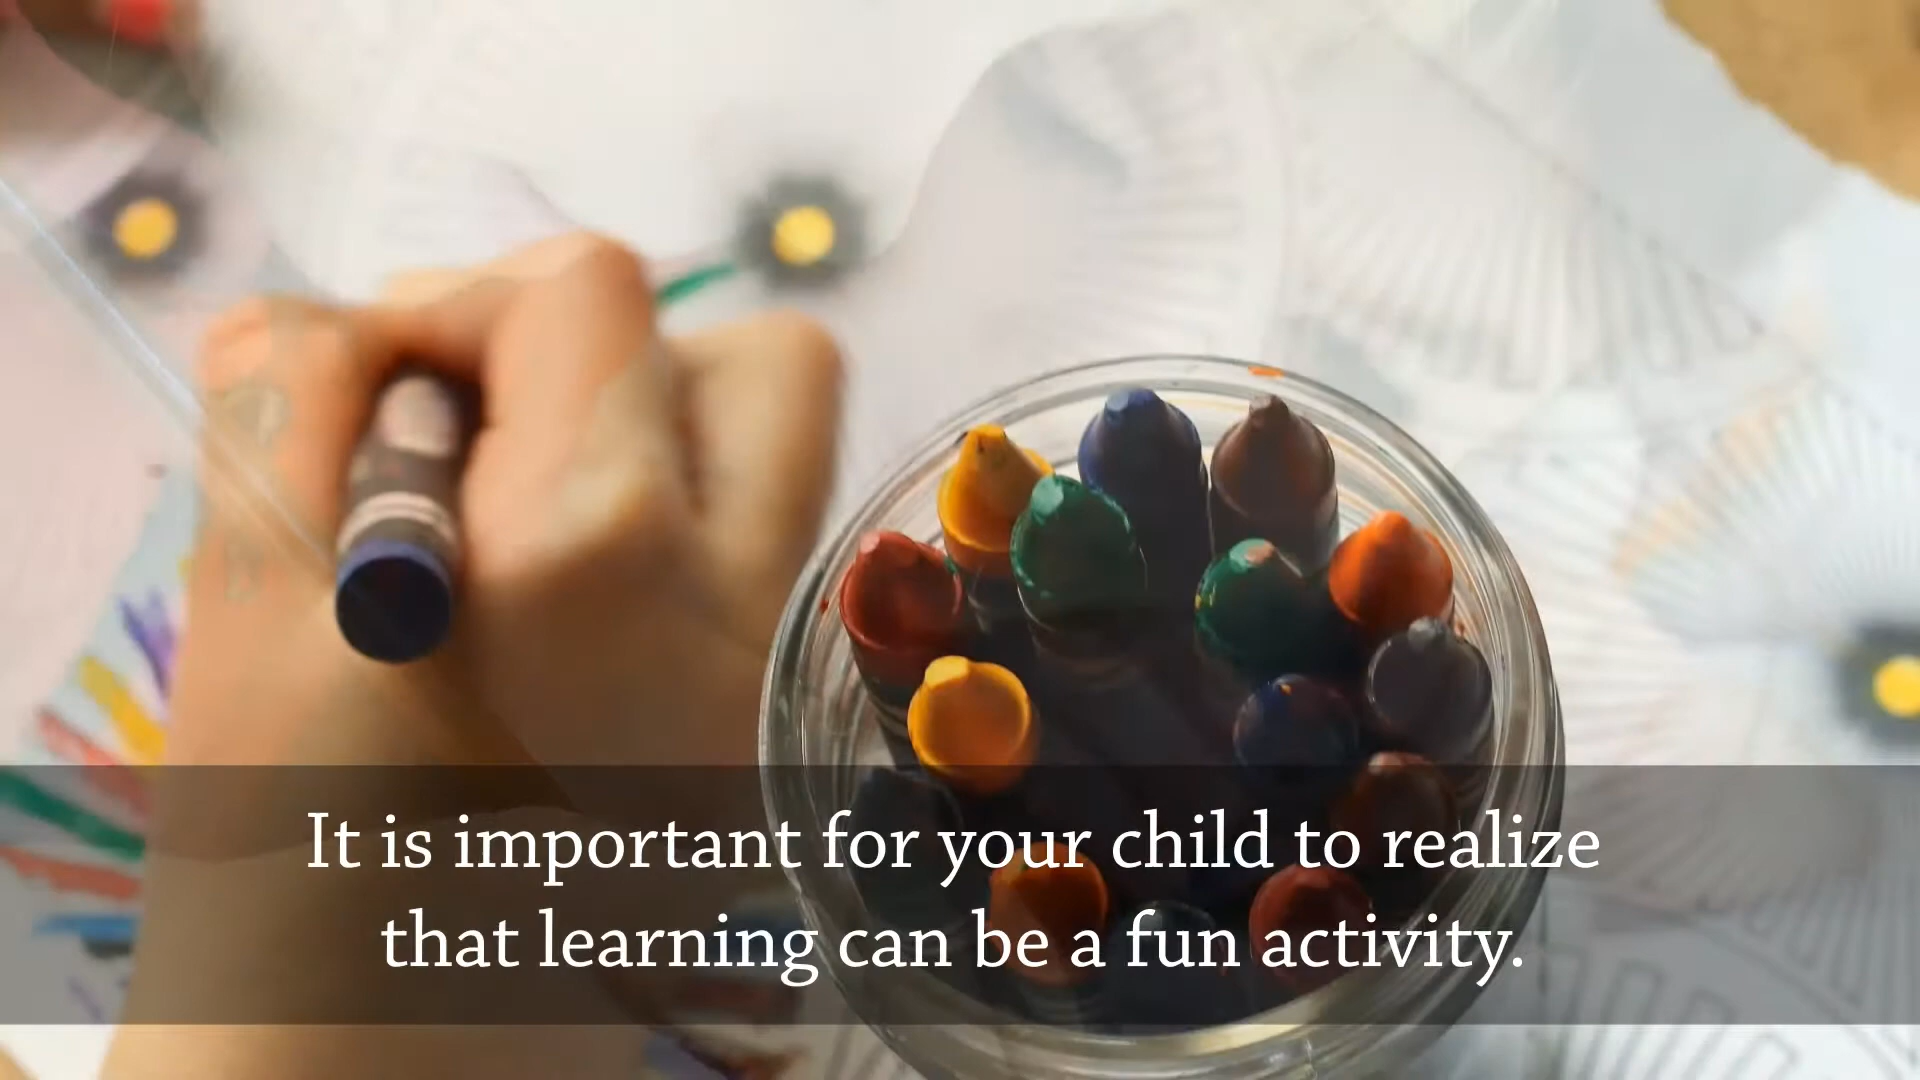 It is important for your child to realize
that learning can be a fun activity.